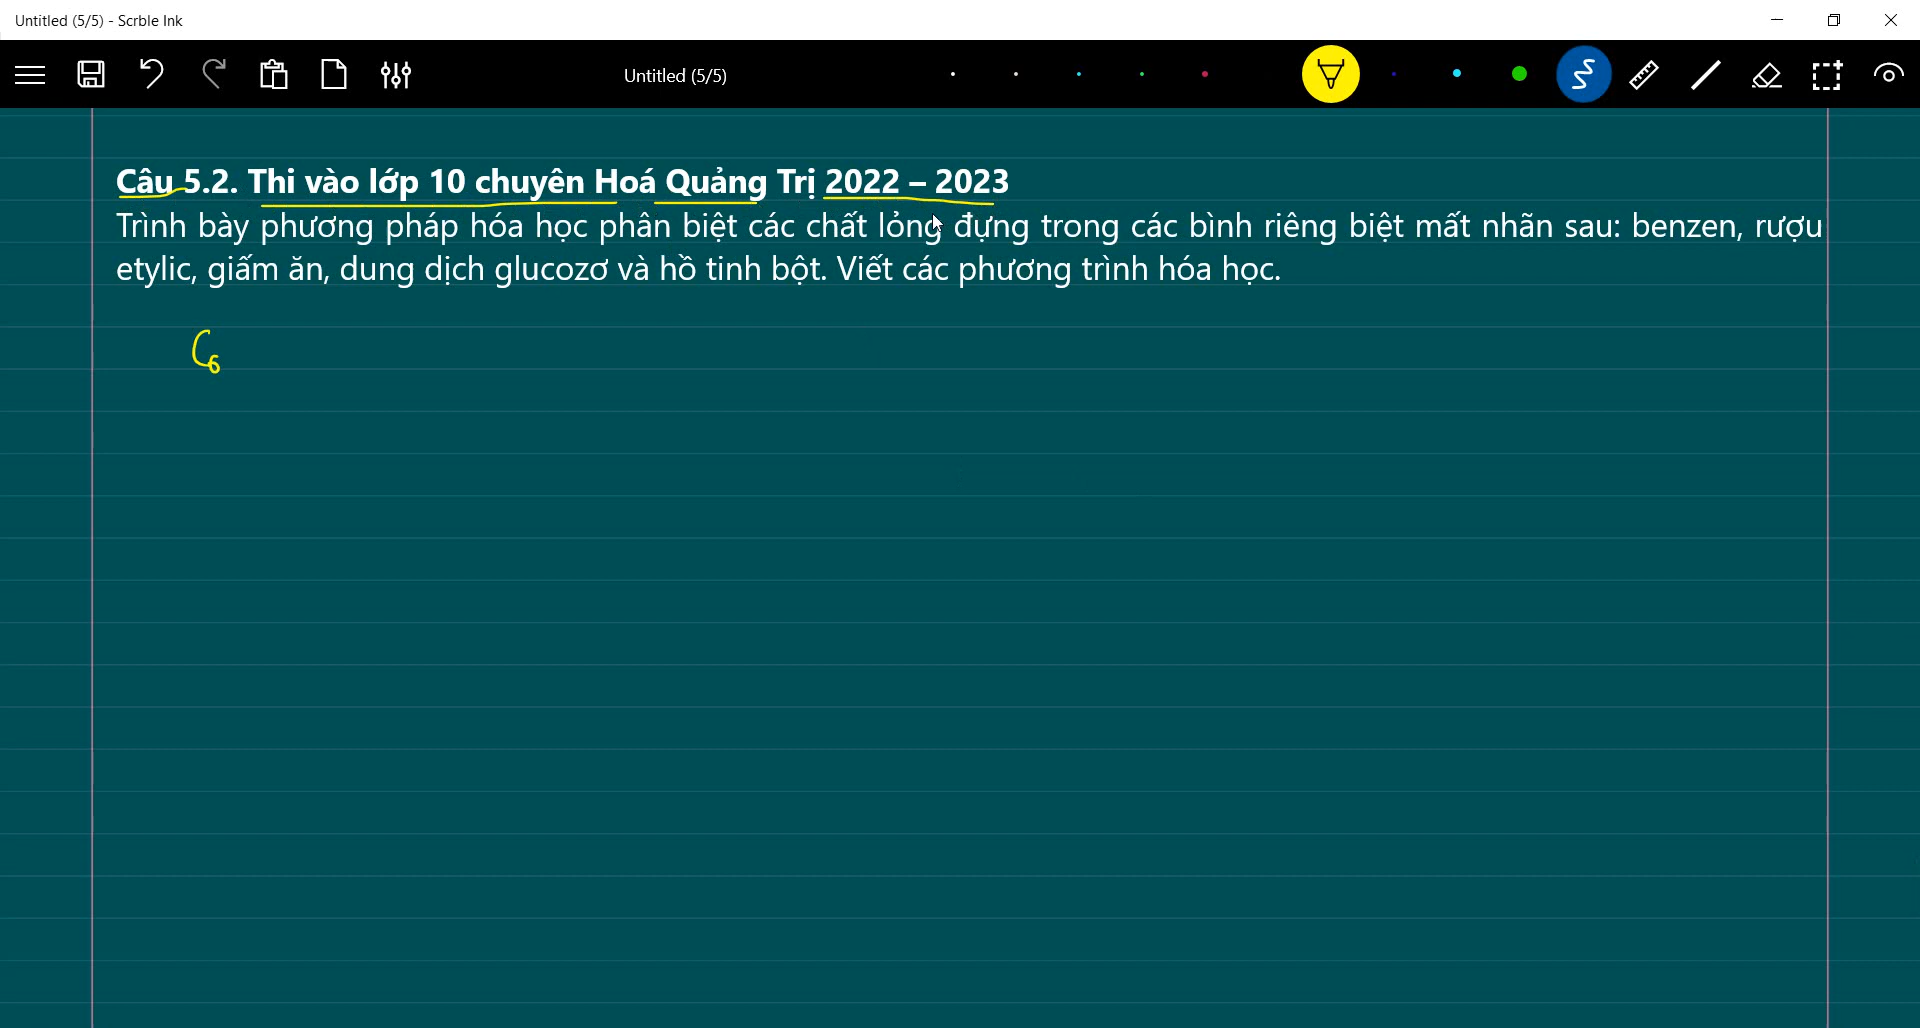 Untitled (5/5) - Scrble Ink
Untitled (5/5)
Câu 5.2. Thi vào lớp 10 chuyên Hoá Quảng Trị 2022 – 2023
Trình bày phương pháp hóa học phân biệt các chất lỏng đựng trong các bình riêng biệt mất nhãn sau: benzen, rượu
etylic, giấm ăn, dung dịch glucozơ và hồ tinh bột. Viết các phương trình hóa học.
C6